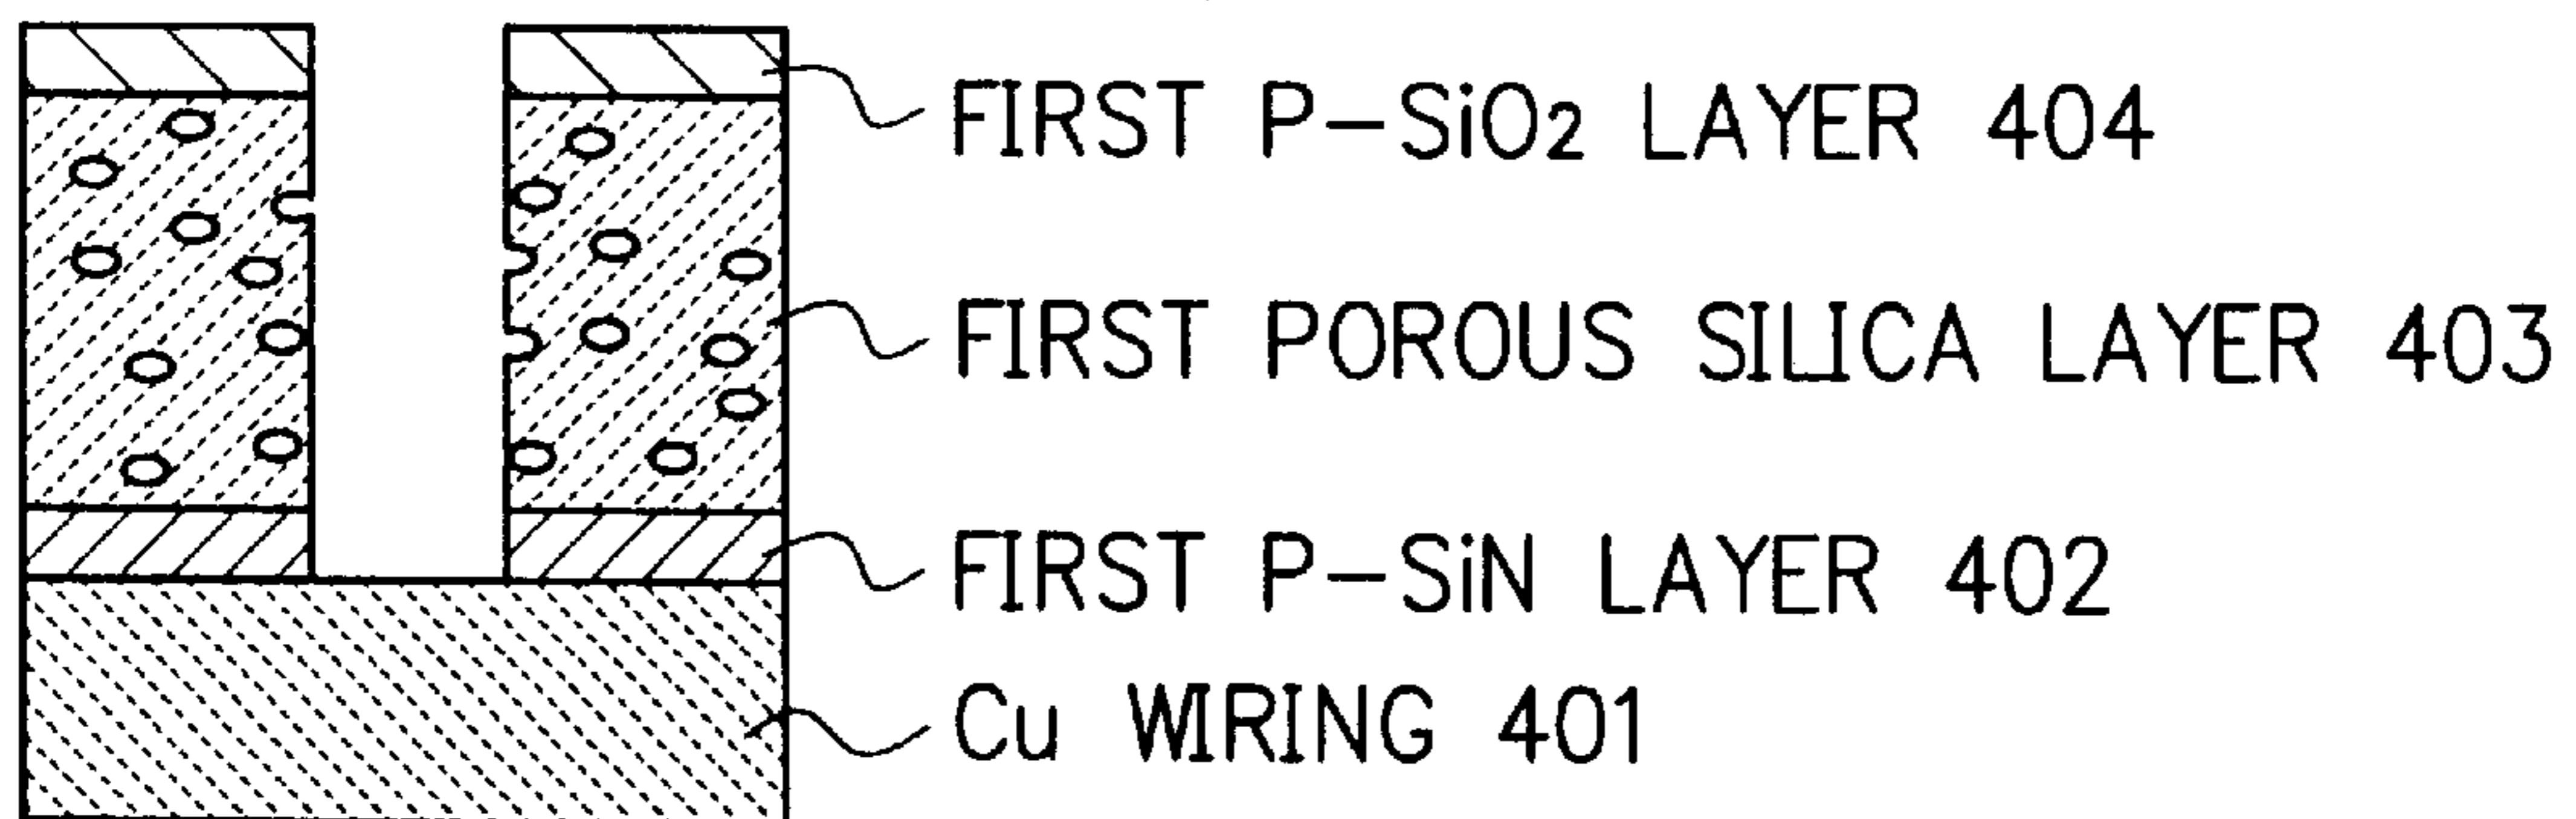 FIRST P-SiO2 LAYER 404
FIRST POROUS SILICA LAYER 403
FIRST P-SiN LAYER 402
Cu WIRING 401